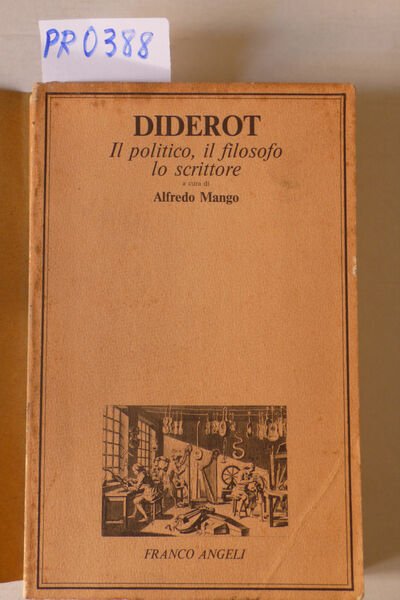 PR0388
DIDEROT
Il politico, il filosofo
lo scrittore
a cura di
Alfredo Mango
FRANCO ANGELI